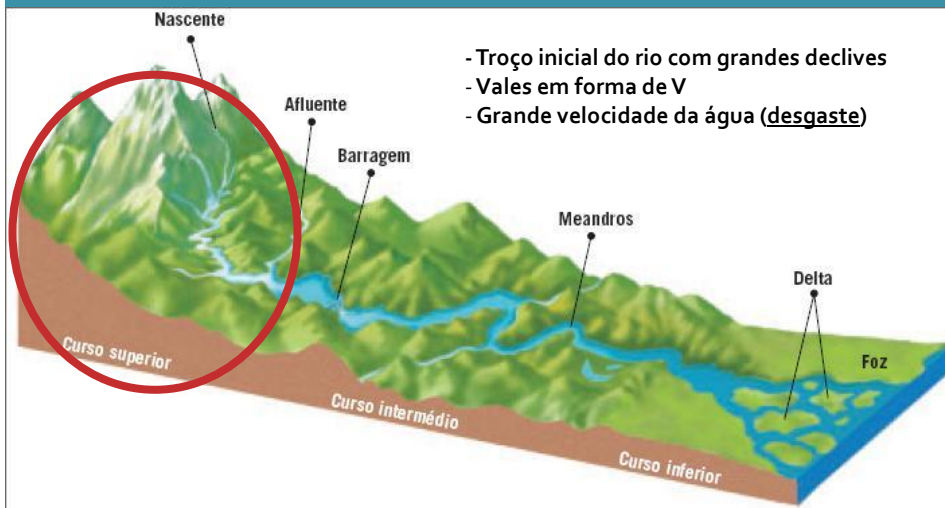 Nascente
- Troço inicial do rio com grandes declives
- Vales em forma de V
- Grande velocidade da água (desgaste)
Afluente
Barragem
Meandros
Delta
Foz
Curso superior
Curso intermédio
Curso inferior